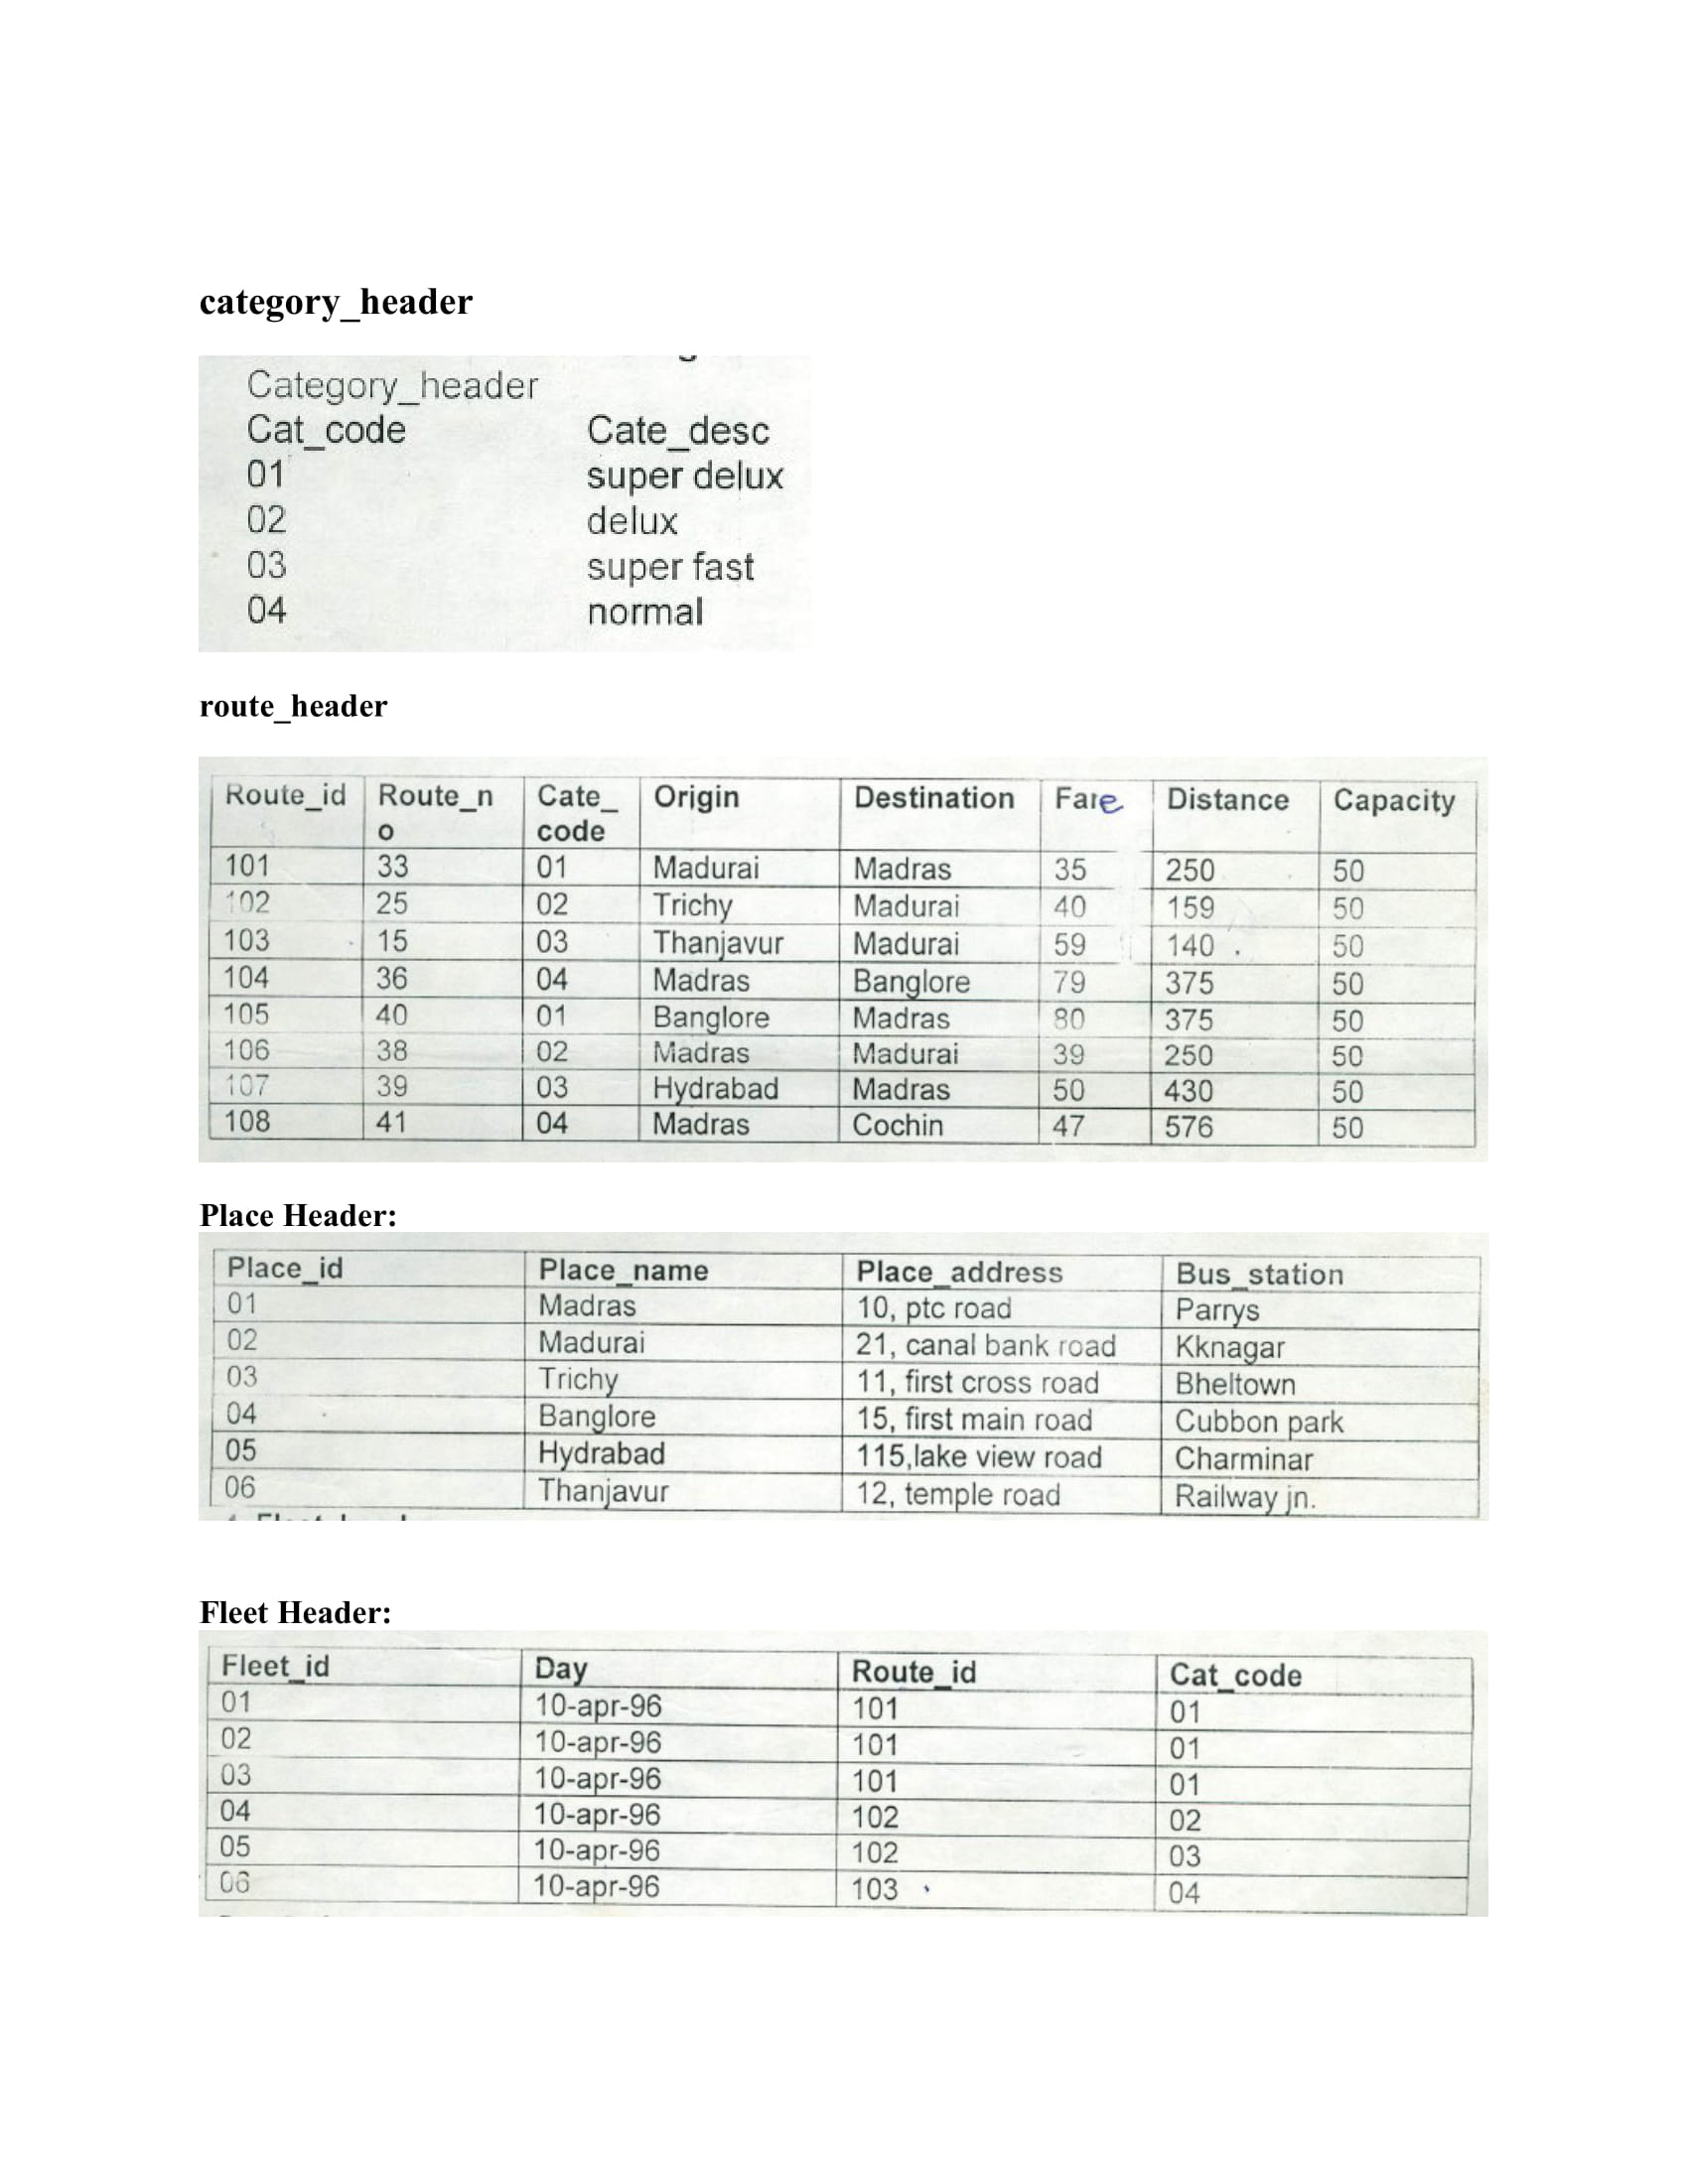 category_header
Category_header
Cat_code Cate_desc
01 super delux
02 delux
03 super fast
04 normal
route_header
Route_id Route_n Cate_ Origin Destination Fare Distance Capacity
o code
101 33 01 Madurai Madras 35 250 50
102 25 02 Trichy Madurai 40 159 50
103 15 03 Thanjavur Madurai 59 140 50
104 36 04 Madras Banglore 79 375 50
105 40 01 Banglore Madras 80 375 50
106 38 02 Madras Madurai 39 250 50
107 39 03 Hydrabad Madras 50 430 50
108 41 04 Madras Cochin 47 576 50
Place Header:
Place_id Place_name Place_address Bus_station
01 Madras 10, ptc road Parrys
02 Madurai 21, canal bank road Kknagar
03 Trichy 11, first cross road Bheltown
04 Banglore 15, first main road Cubbon park
05 Hydrabad 115,lake view road Charminar
06 Thanjavur 12, temple road Railway jn.
Fleet Header:
Fleet_id Day Route_id Cat_code
01 10-apr-96 101 01
02 10-apr-96 101 01
03 10-apr-96 101 01
04 10-apr-96 102 02
05 10-apr-96 102 03
06 10-apr-96 103 04